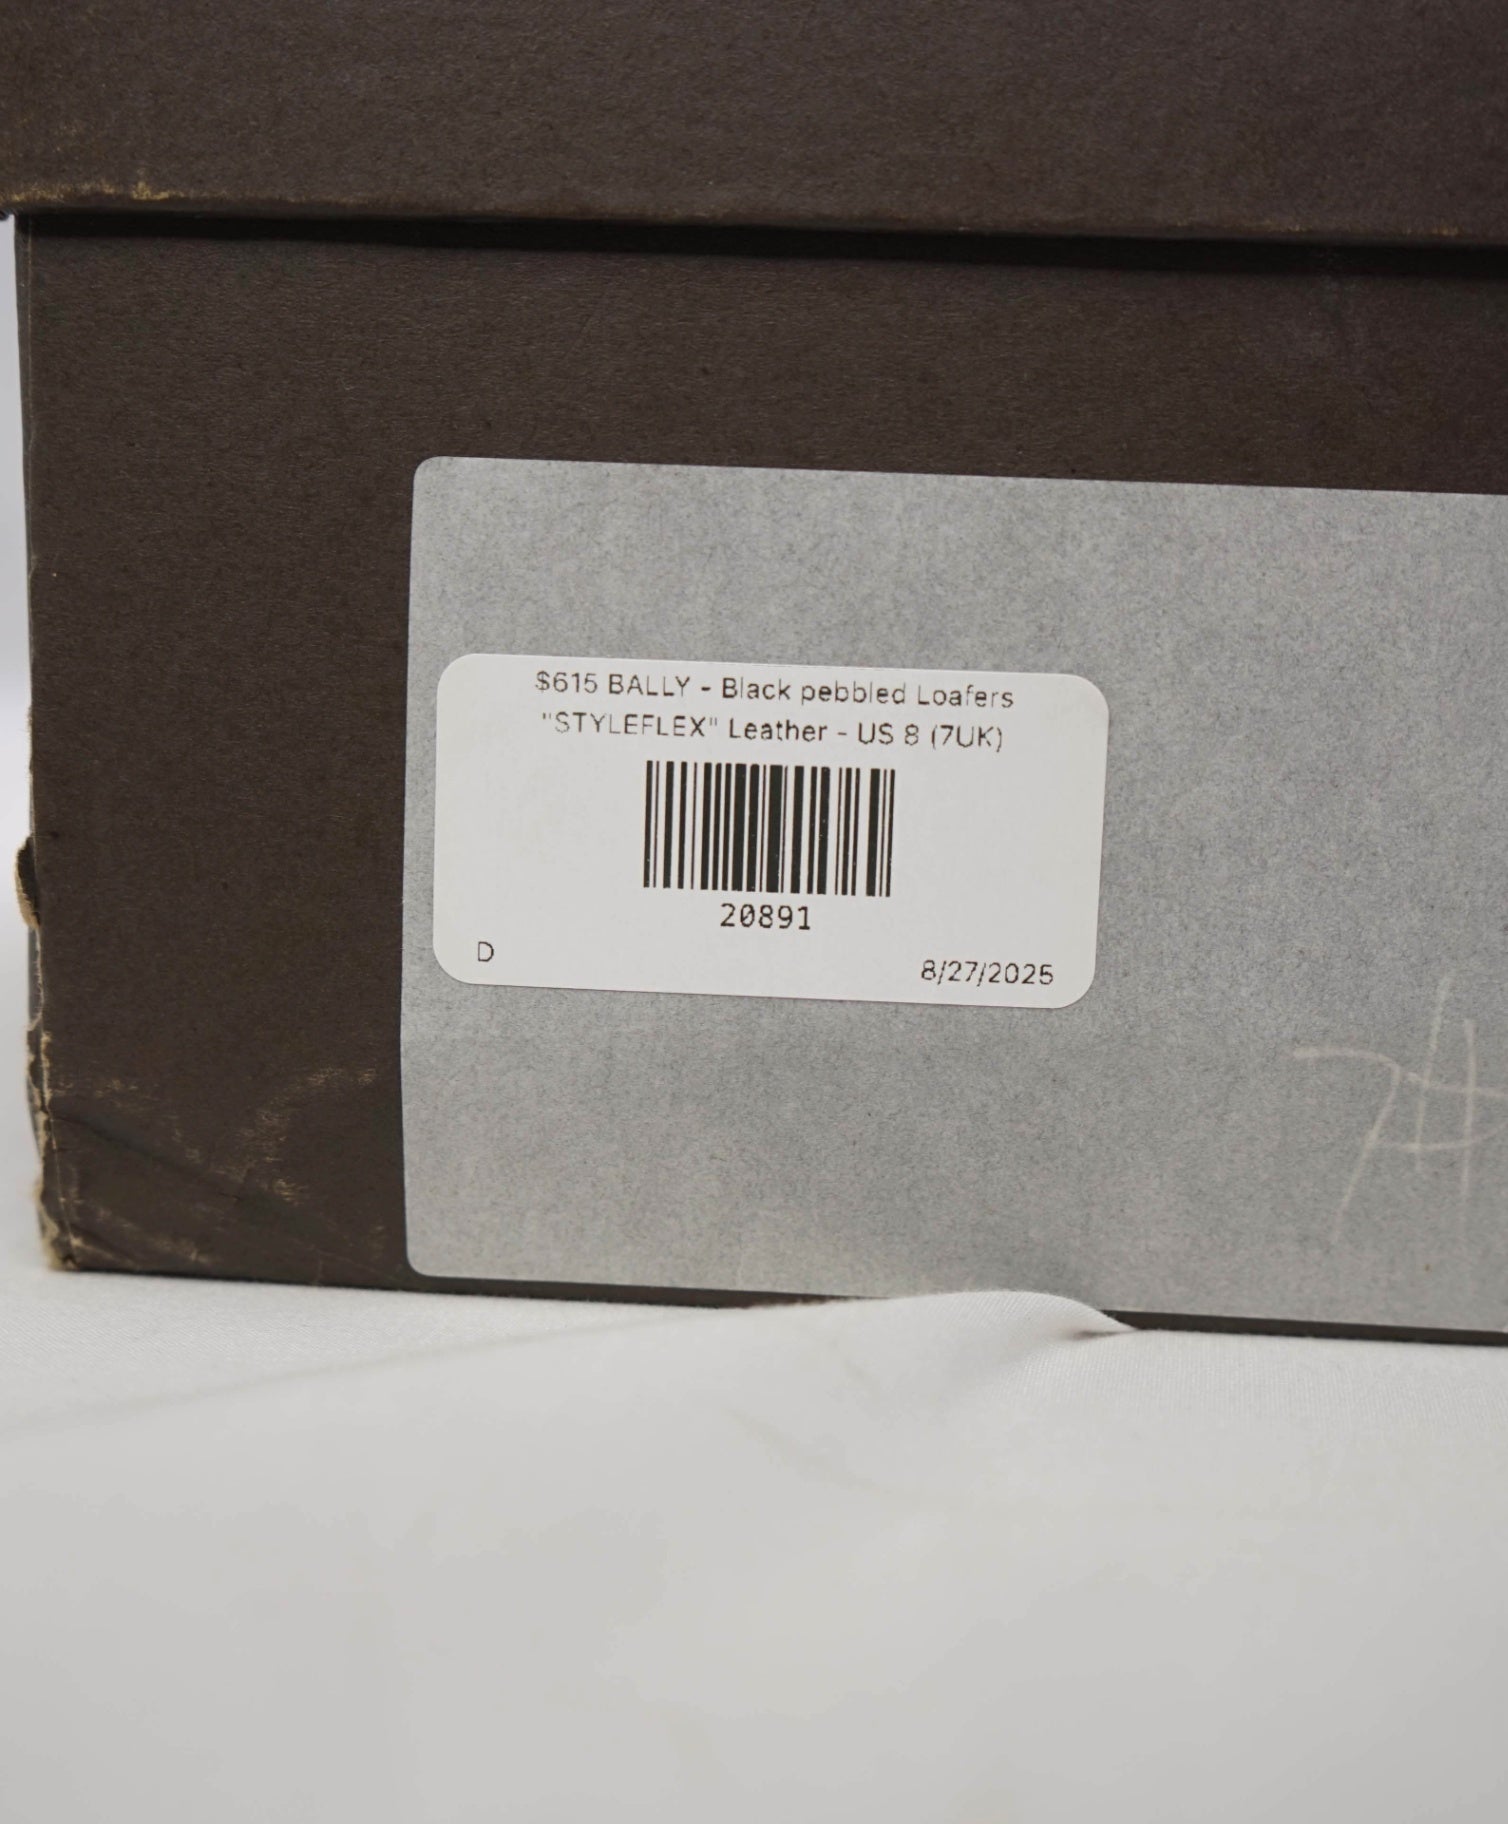 $615 BALLY - Black pebbled Loafers
"STYLEFLEX" Leather - US 8 (7UK)
20891
D
8/27/2025